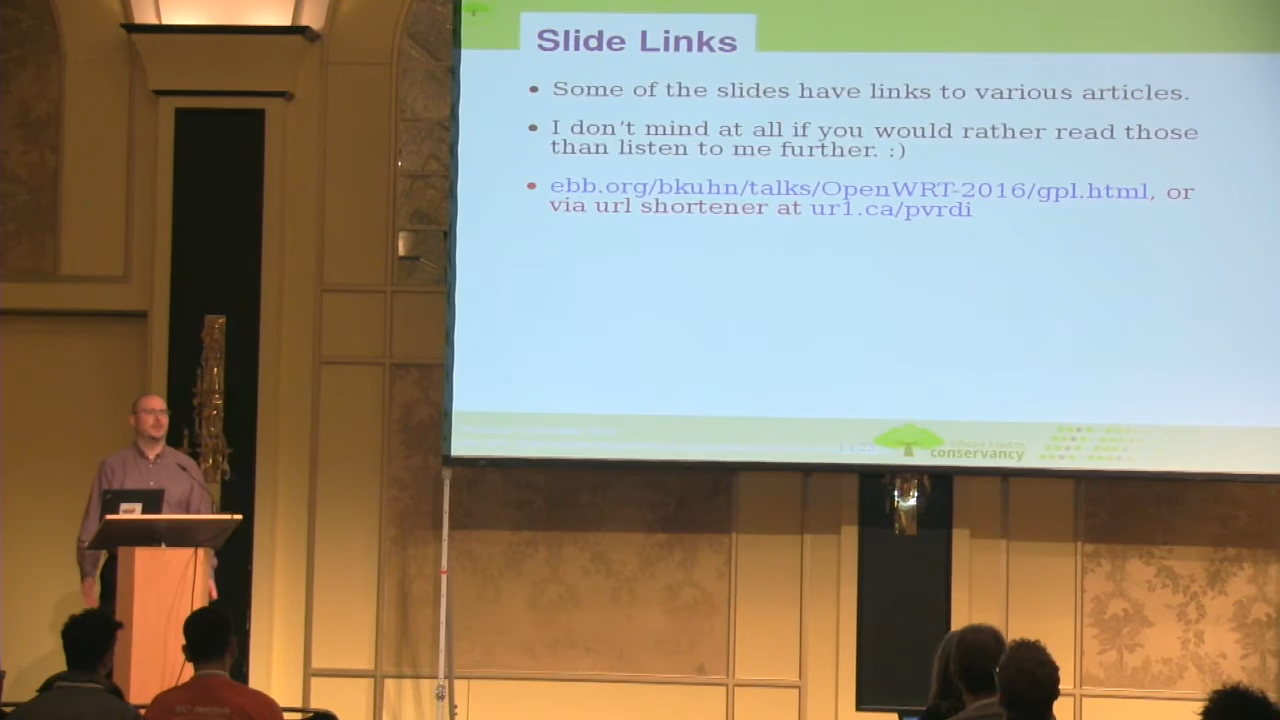 Slide Links
Some of the slides have links to various articles.
I don't mind at all if you would rather read those
than listen to me further. :)
ebb.org/bkuhn/talks/OpenWRT-2016/gpl.html, or
via url shortener at ur1.ca/pvrdi
conservancy